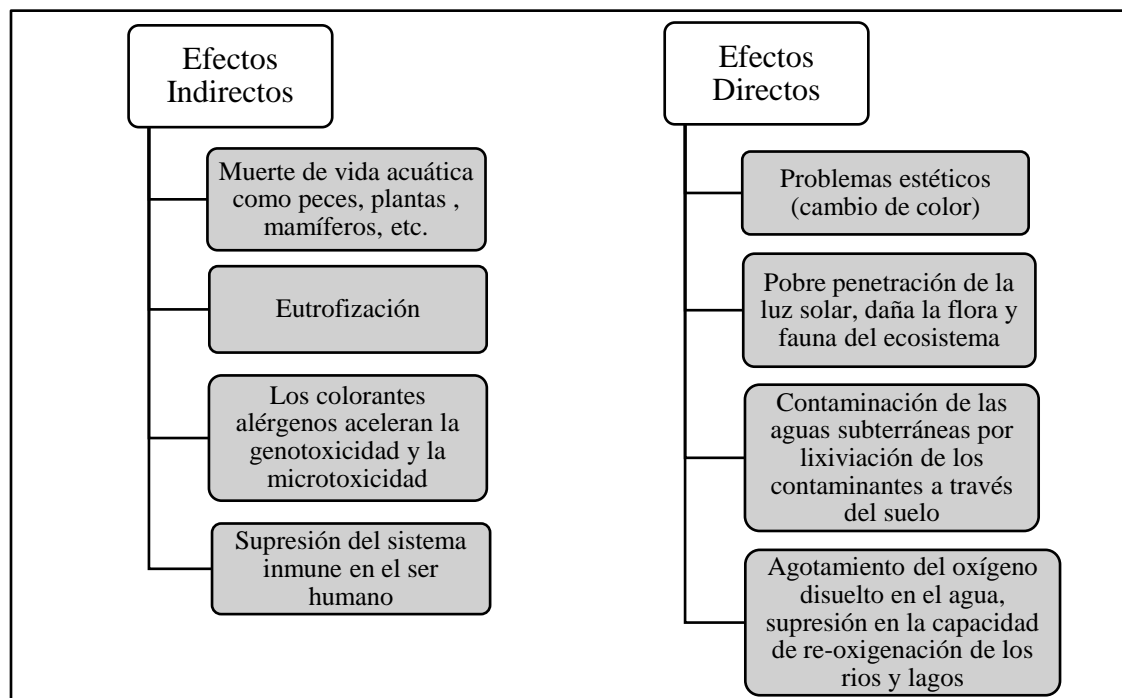 Efectos
Indirectos
Muerte de vida acuática
como peces, plantas ,
mamíferos, etc.
Eutrofización
Los colorantes
alérgenos aceleran la
genotoxicidad y la
microtoxicidad
Supresión del sistema
inmune en el ser
humano
Efectos
Directos
Problemas estéticos
(cambio de color)
Pobre penetración de la
luz solar, daña la flora y
fauna del ecosistema
Contaminación de las
aguas subterráneas por
lixiviación de los
contaminantes a través
del suelo
Agotamiento del oxígeno
disuelto en el agua,
supresión en la capacidad
de re-oxigenación de los
rios y lagos